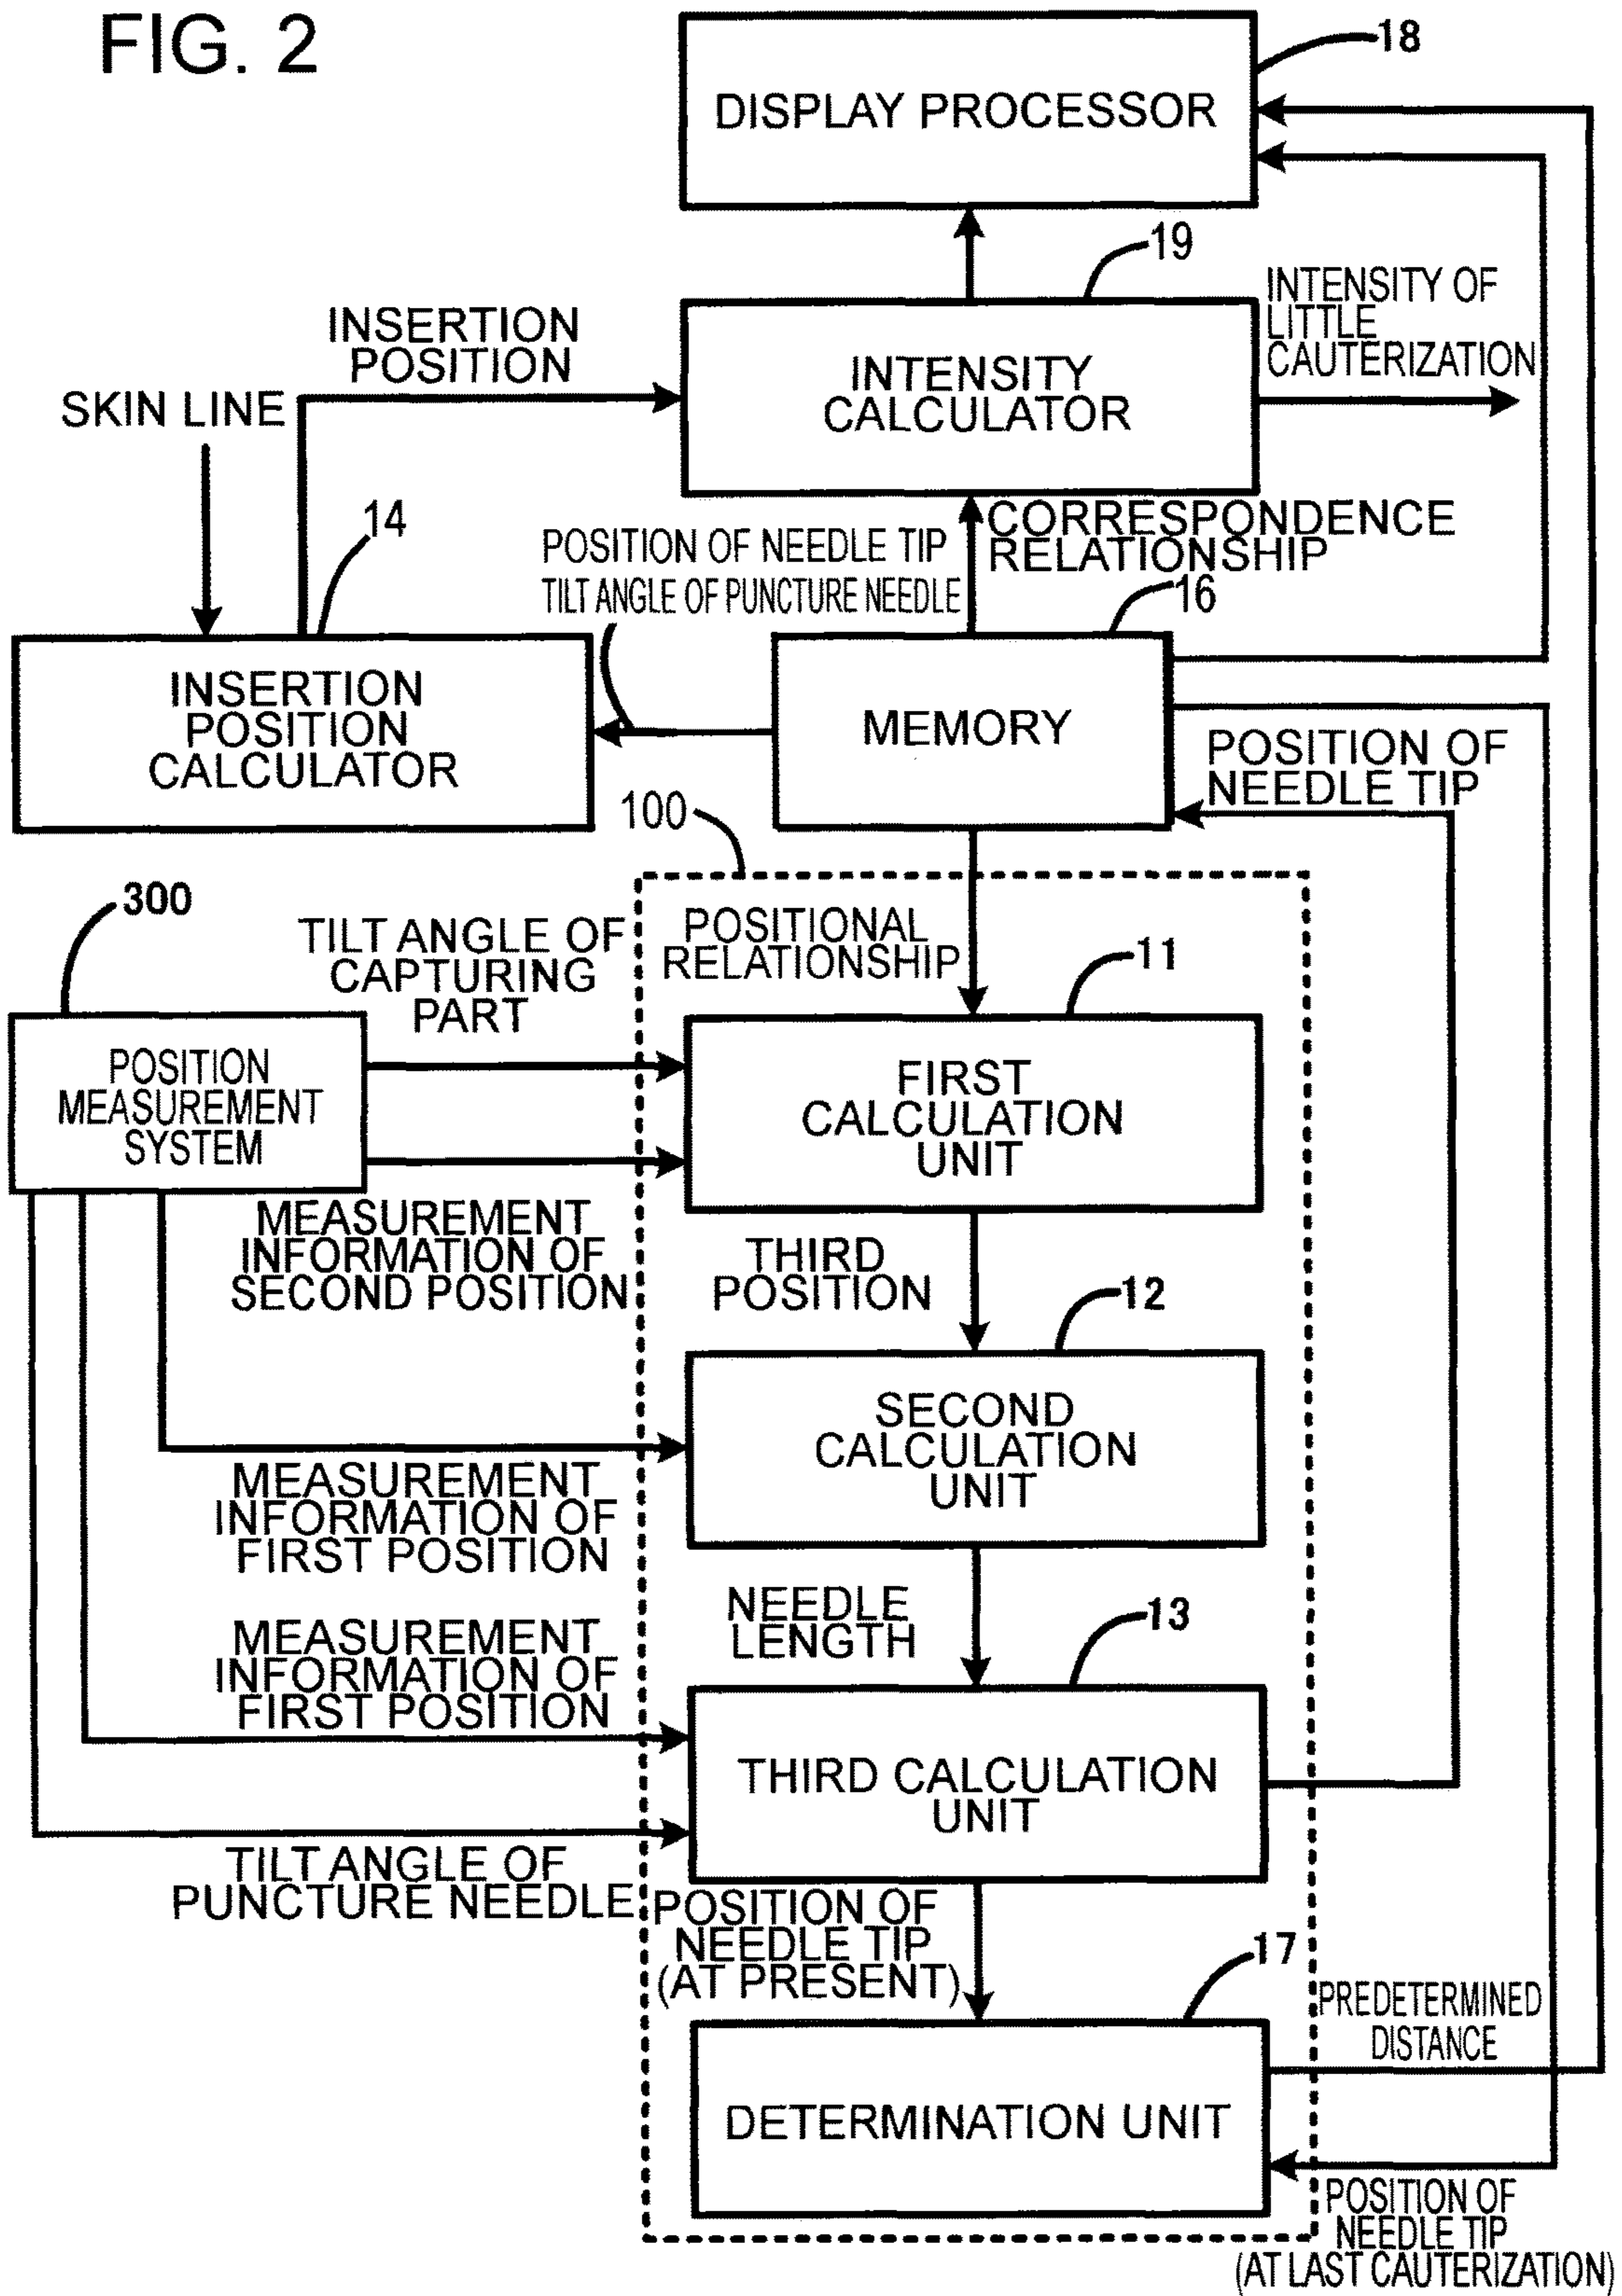 FIG. 2
18
DISPLAY PROCESSOR
19
INTENSITY OF
LITTLE
CAUTERIZATION
INSERTION
POSITION
INTENSITY
CALCULATOR
SKIN LINE
14
POSITION OF NEEDLE TIP
TILT ANGLE OF PUNCTURE NEEDLE
CORRESPONDENCE
RELATIONSHIP
16
INSERTION
POSITION
CALCULATOR
MEMORY
POSITION OF
NEEDLE TIP
100
300
TILT ANGLE OF
CAPTURING
PART
POSITIONAL
RELATIONSHIP
11
POSITION
MEASUREMENT
SYSTEM
FIRST
CALCULATION
UNIT
MEASUREMENT
INFORMATION OF
SECOND POSITION
THIRD
POSITION
12
SECOND
CALCULATION
UNIT
MEASUREMENT
INFORMATION OF
FIRST POSITION
NEEDLE
LENGTH
13
MEASUREMENT
INFORMATION OF
FIRST POSITION
THIRD CALCULATION
UNIT
TILT ANGLE OF
PUNCTURE NEEDLE
POSITION OF
NEEDLE TIP
(AT PRESENT)
17
PREDETERMINED
DISTANCE
DETERMINATION UNIT
POSITION OF
NEEDLE TIP
(AT LAST CAUTERIZATION)